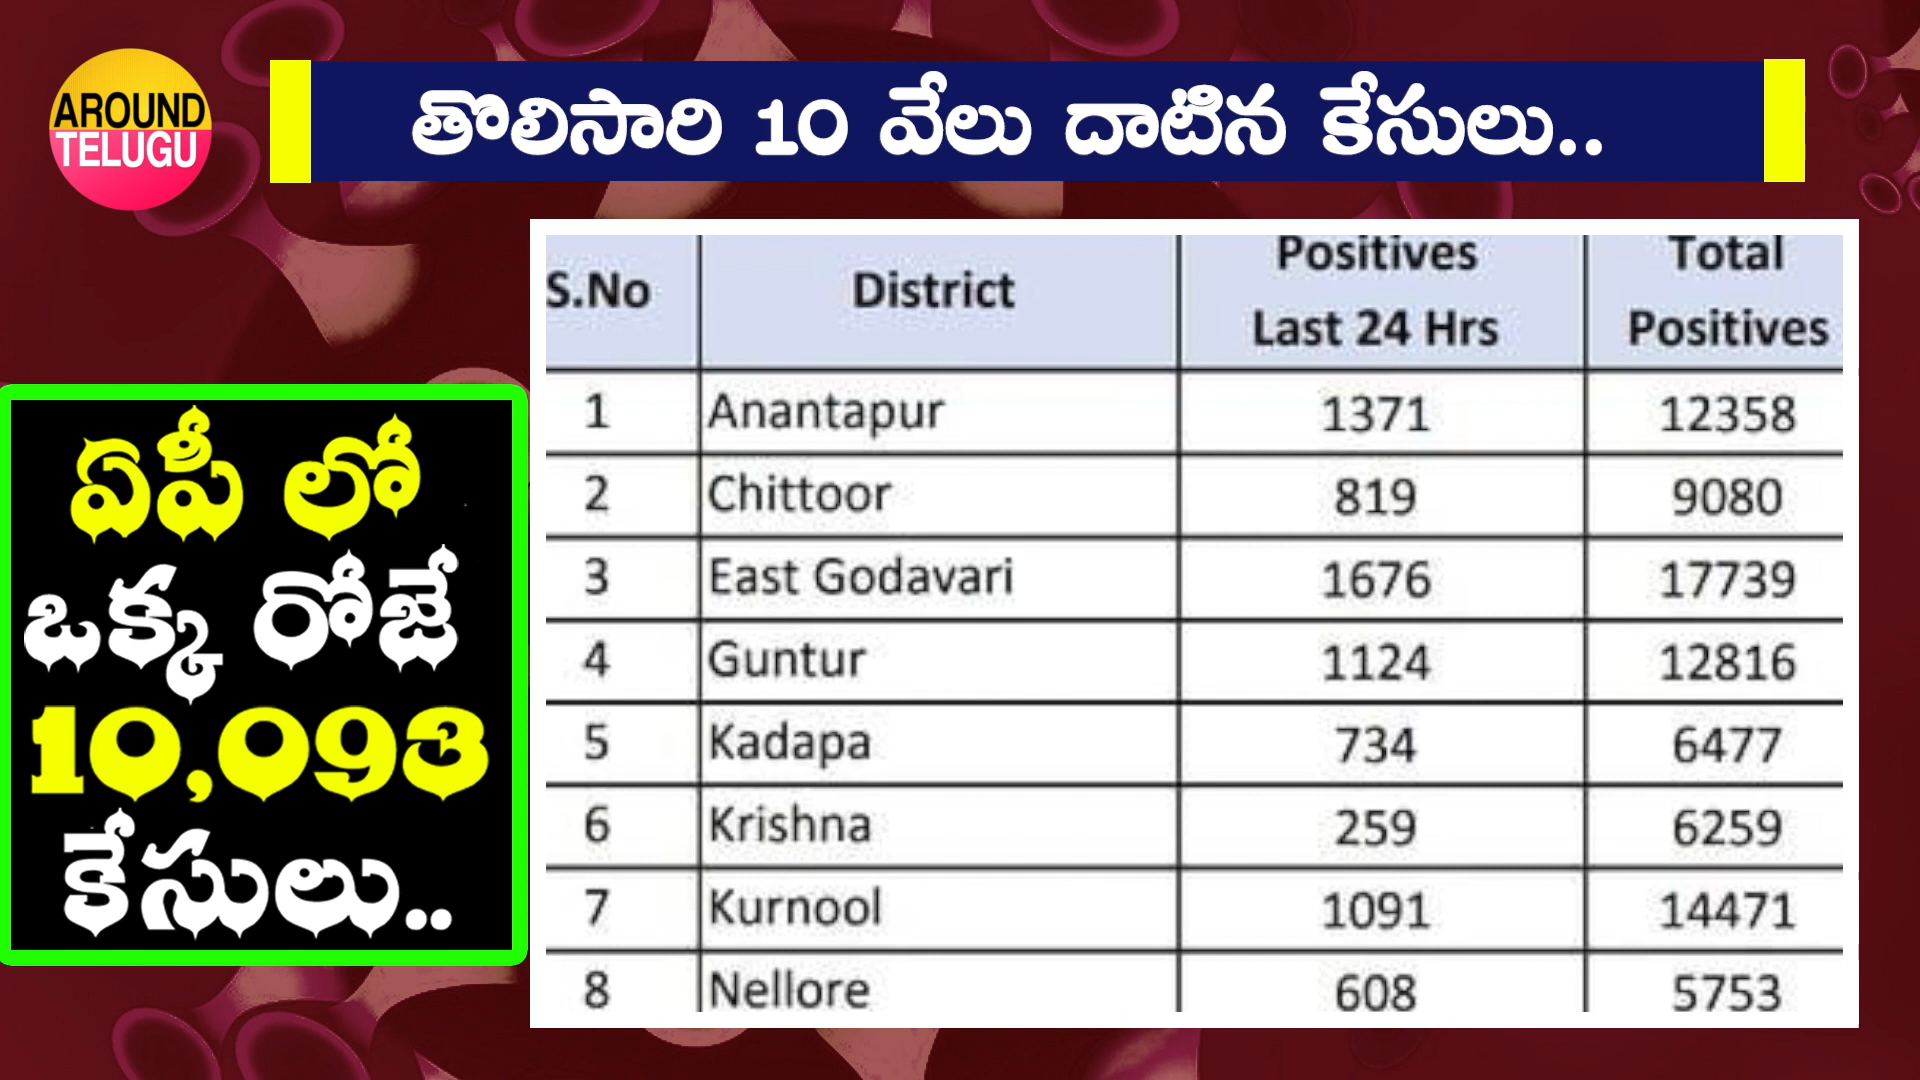 AROUND
TELUGU
తొలిసారి 10 వేలు దాటిన కేసులు..
ఏపీ లో
ఒక్క రోజే
10,093
కేసులు..
S.No District Positives Last 24 Hrs Total Positives
1 Anantapur 1371 12358
2 Chittoor 819 9080
3 East Godavari 1676 17739
4 Guntur 1124 12816
5 Kadapa 734 6477
6 Krishna 259 6259
7 Kurnool 1091 14471
8 Nellore 608 5753